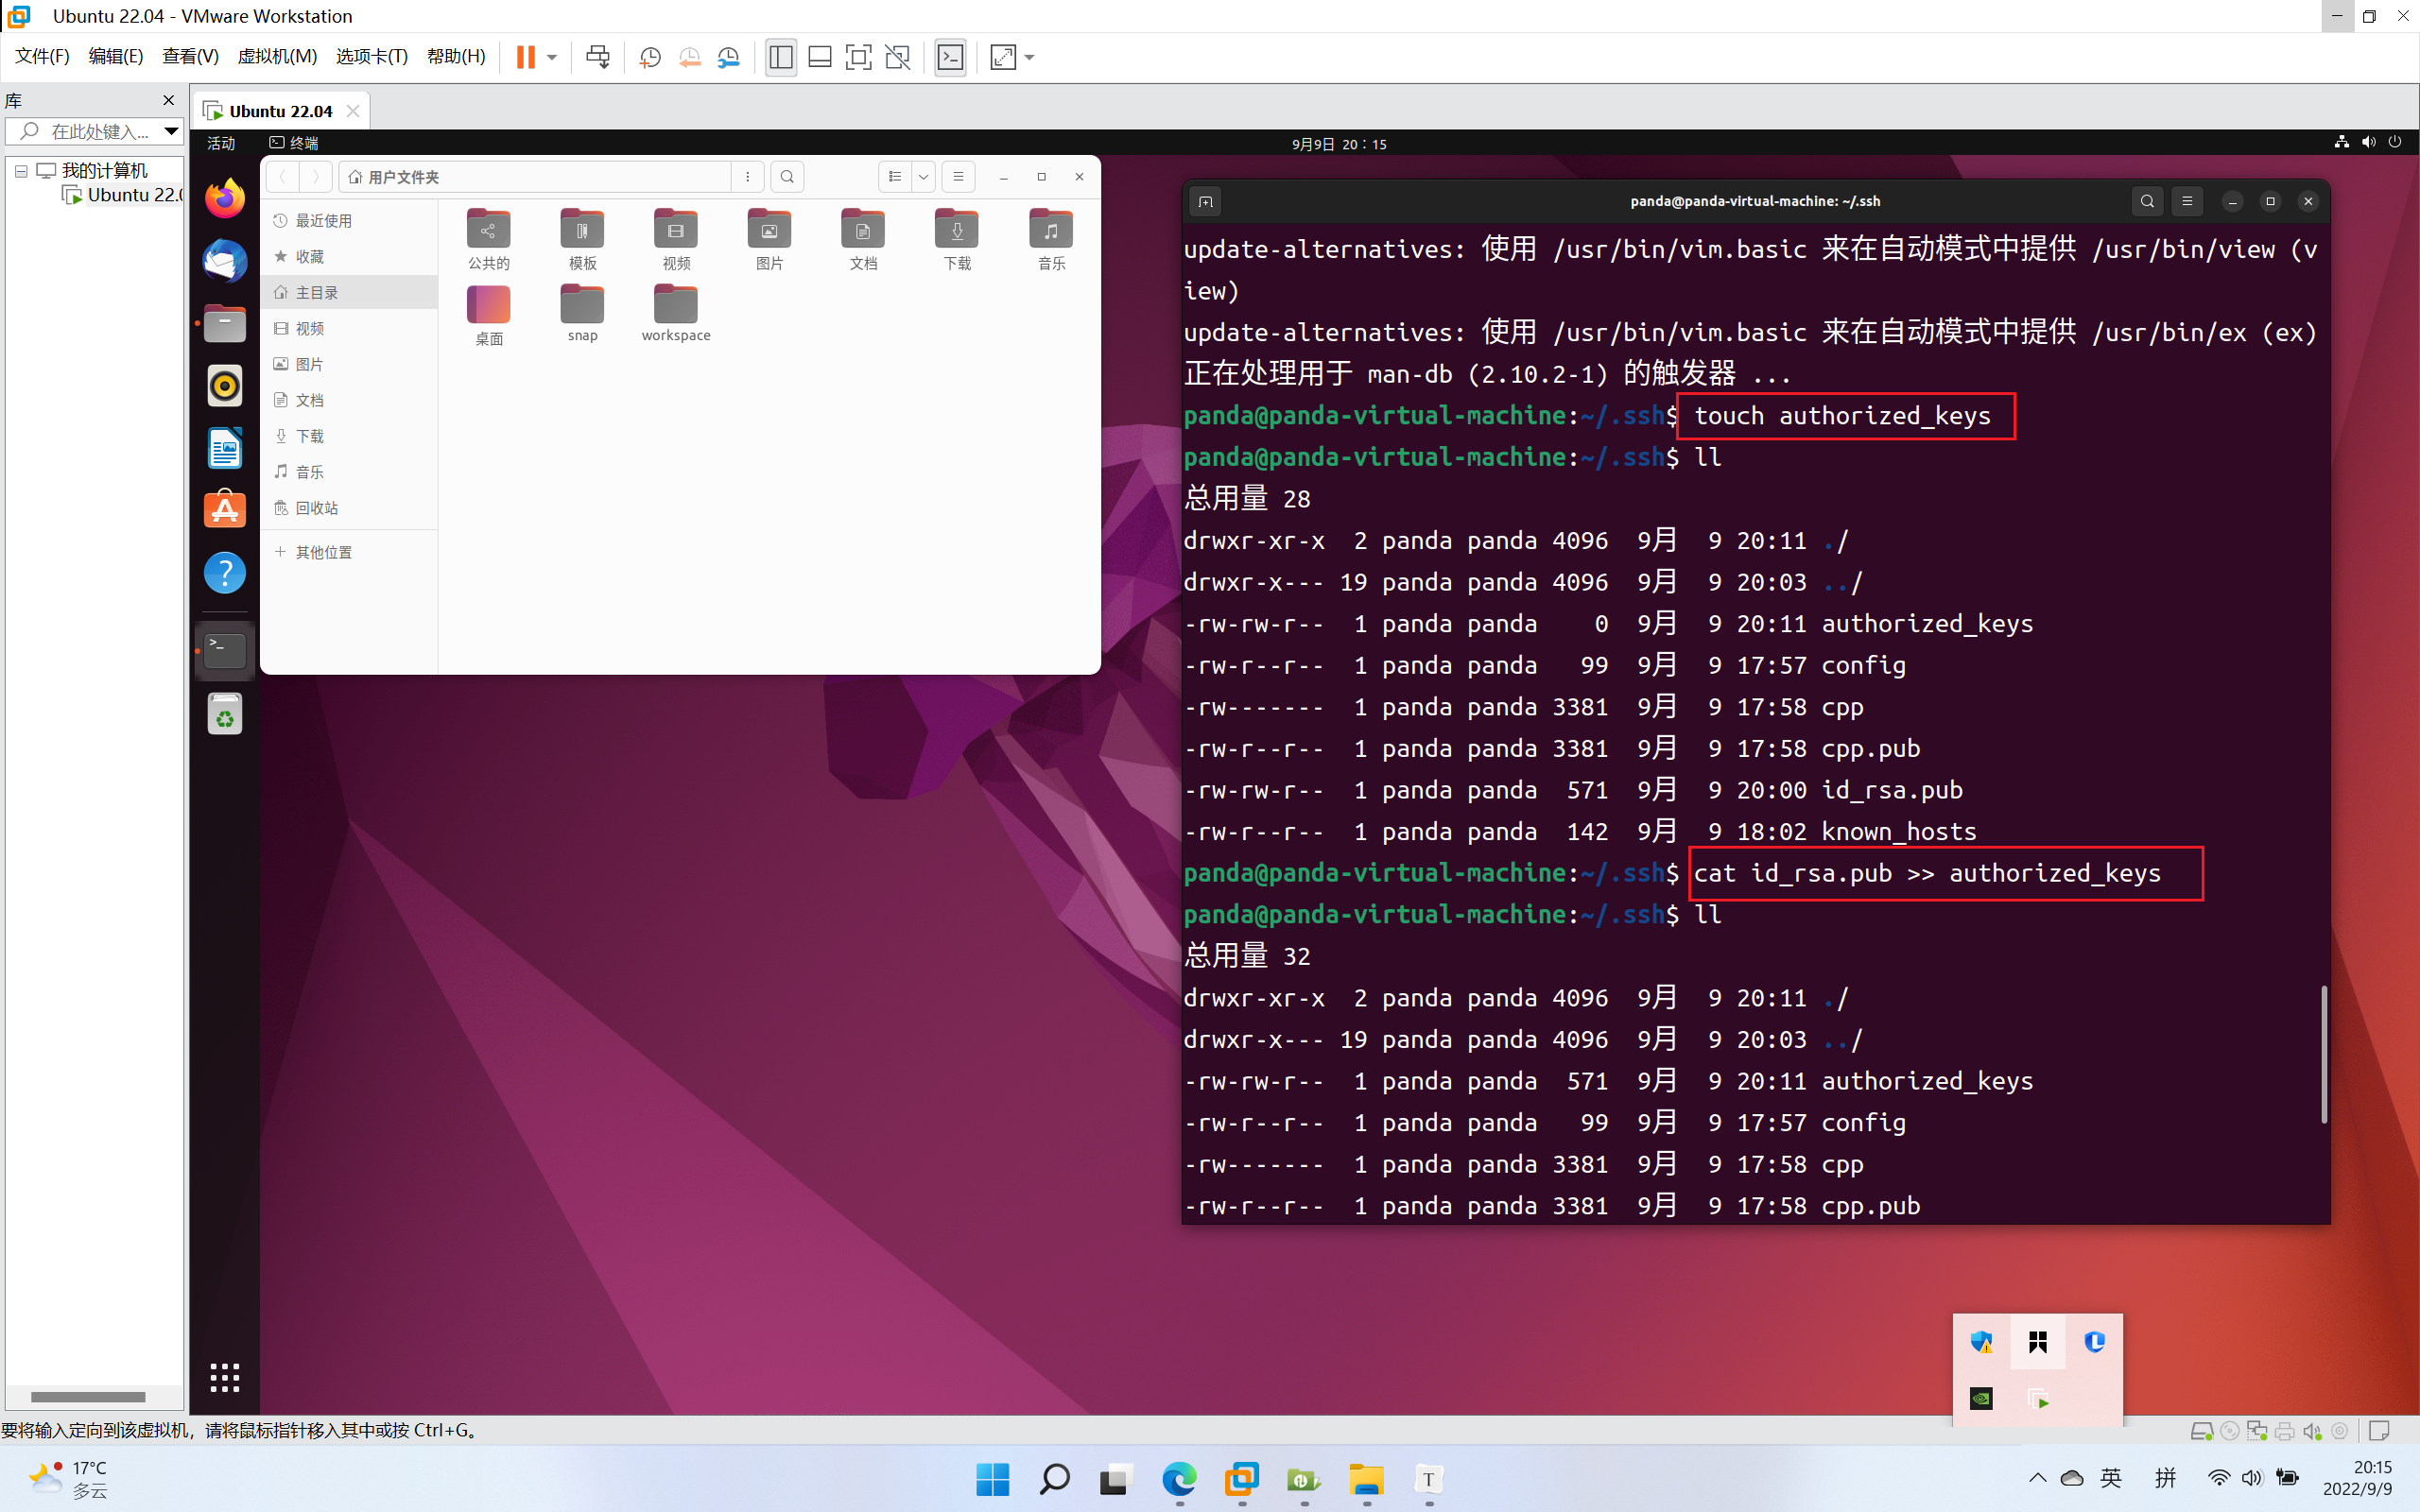 Ubuntu 22.04 - VMware Workstation
文件(F) 编辑(E) 查看(V) 虚拟机(M) 选项卡(T) 帮助(H)
库
在此处键入...
我的计算机
Ubuntu 22.0
Ubuntu 22.04
活动 终端 9月9日 20：15
用户文件夹
最近使用
收藏
主目录
视频
图片
文档
下载
音乐
回收站
其他位置
公共的 模板 视频 图片 文档 下载 音乐
桌面 snap workspace
panda@panda-virtual-machine: ~/.ssh
update-alternatives: 使用 /usr/bin/vim.basic 来在自动模式中提供 /usr/bin/view (v
iew)
update-alternatives: 使用 /usr/bin/vim.basic 来在自动模式中提供 /usr/bin/ex (ex)
正在处理用于 man-db (2.10.2-1) 的触发器 ...
panda@panda-virtual-machine:~/.ssh$ touch authorized_keys
panda@panda-virtual-machine:~/.ssh$ ll
总用量 28
drwxr-xr-x  2 panda panda 4096  9月  9 20:11 ./
drwxr-x--- 19 panda panda 4096  9月  9 20:03 ../
-rw-rw-r--  1 panda panda    0  9月  9 20:11 authorized_keys
-rw-r--r--  1 panda panda   99  9月  9 17:57 config
-rw-------  1 panda panda 3381  9月  9 17:58 cpp
-rw-r--r--  1 panda panda 3381  9月  9 17:58 cpp.pub
-rw-rw-r--  1 panda panda  571  9月  9 20:00 id_rsa.pub
-rw-r--r--  1 panda panda  142  9月  9 18:02 known_hosts
panda@panda-virtual-machine:~/.ssh$ cat id_rsa.pub >> authorized_keys
panda@panda-virtual-machine:~/.ssh$ ll
总用量 32
drwxr-xr-x  2 panda panda 4096  9月  9 20:11 ./
drwxr-x--- 19 panda panda 4096  9月  9 20:03 ../
-rw-rw-r--  1 panda panda  571  9月  9 20:11 authorized_keys
-rw-r--r--  1 panda panda   99  9月  9 17:57 config
-rw-------  1 panda panda 3381  9月  9 17:58 cpp
-rw-r--r--  1 panda panda 3381  9月  9 17:58 cpp.pub
要将输入定向到该虚拟机，请将鼠标指针移入其中或按 Ctrl+G。
17°C
多云
英 拼
20:15
2022/9/9